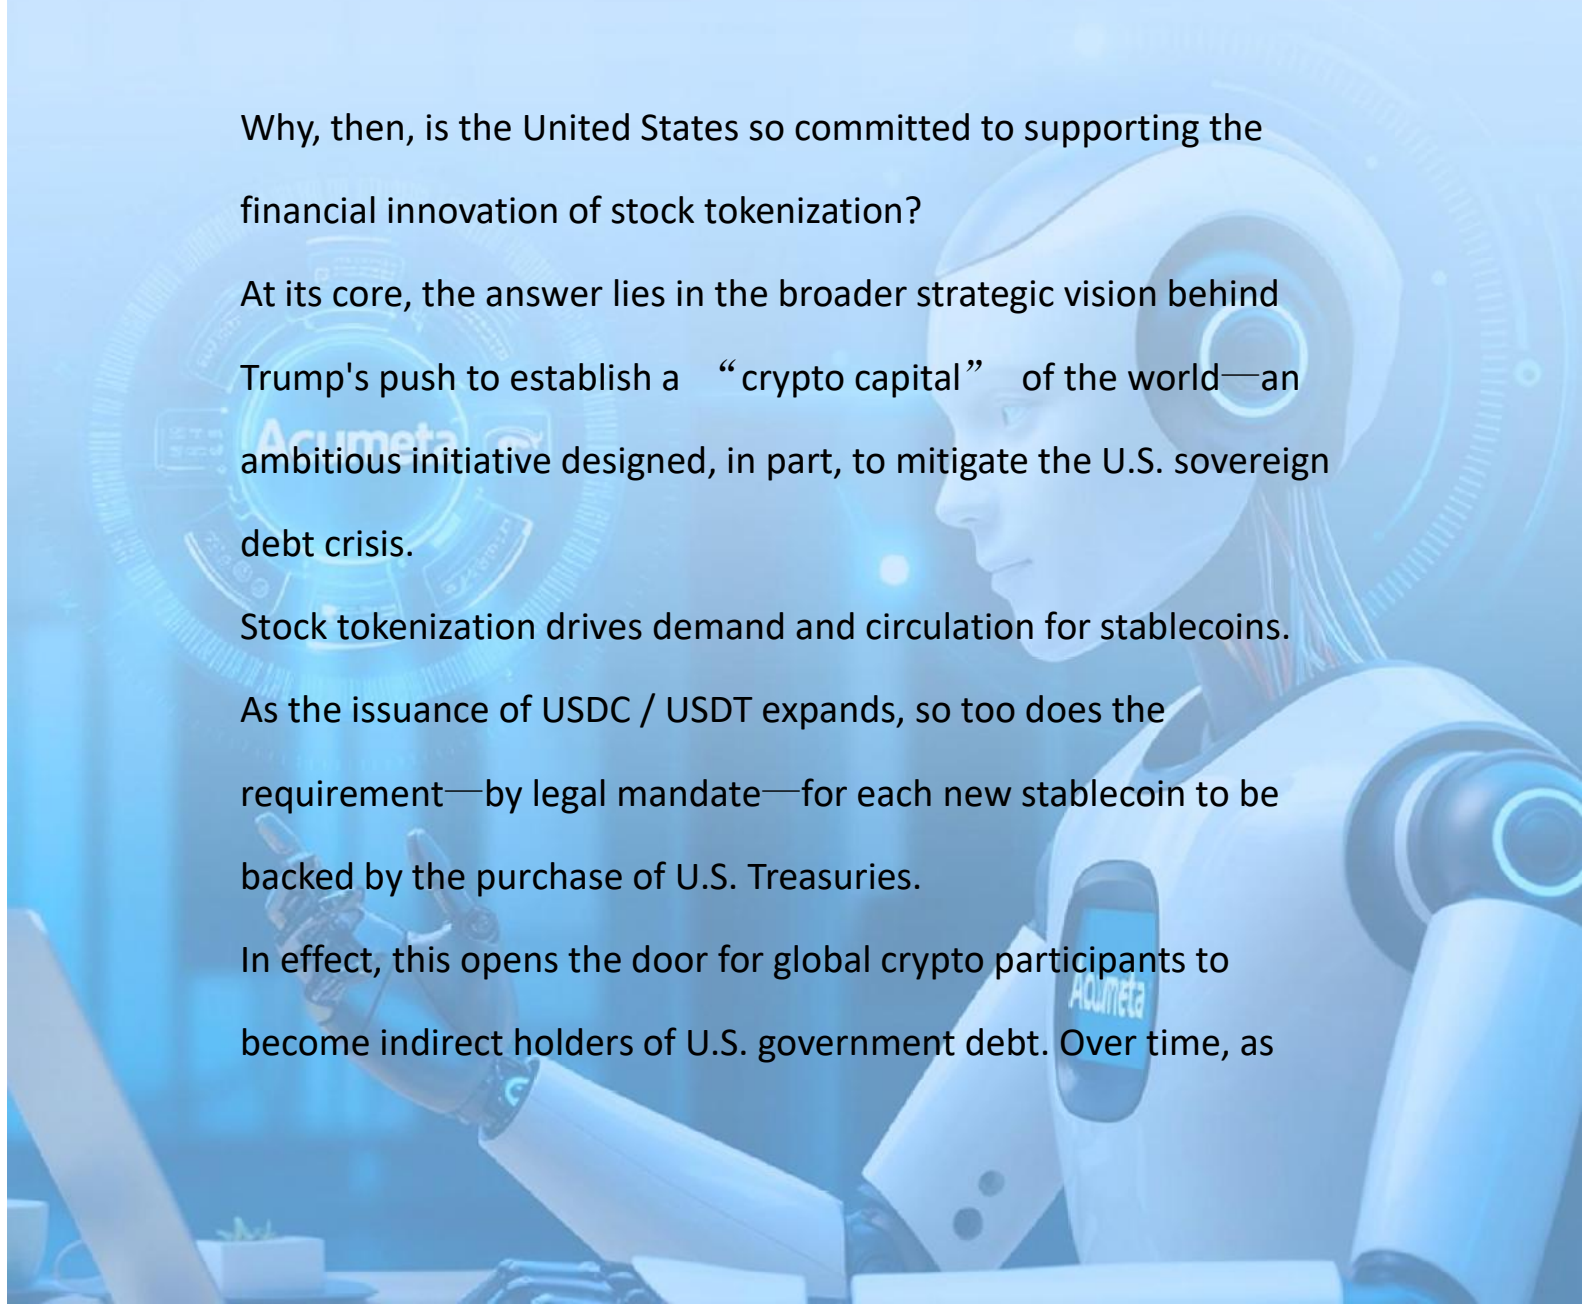 Why, then, is the United States so committed to supporting the
financial innovation of stock tokenization?
At its core, the answer lies in the broader strategic vision behind
Trump's push to establish a “crypto capital” of the world—an
Acumeta
ambitious initiative designed, in part, to mitigate the U.S. sovereign
debt crisis.
Stock tokenization drives demand and circulation for stablecoins.
As the issuance of USDC / USDT expands, so too does the
requirement—by legal mandate—for each new stablecoin to be
backed by the purchase of U.S. Treasuries.
In effect, this opens the door for global crypto participants to
Acumeta
become indirect holders of U.S. government debt. Over time, as